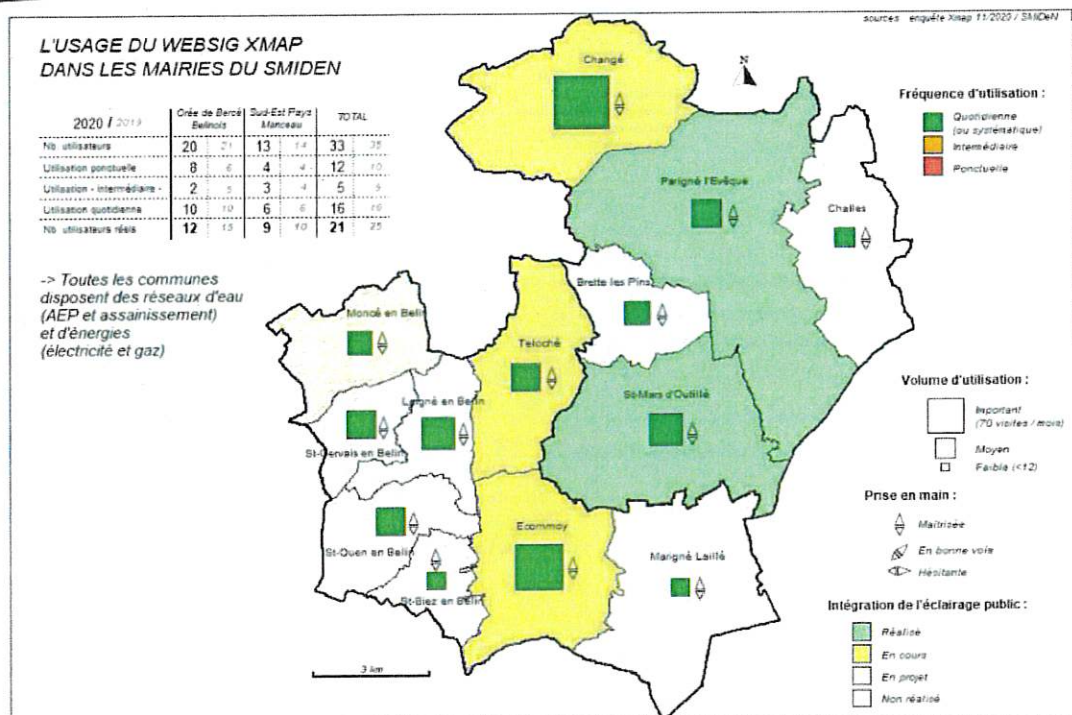 sources enquête Xmap 11/2020 / SMiDeN
L'USAGE DU WEBSIG XMAP
DANS LES MAIRIES DU SMIDEN
2020 / 2019 Orée de Bercé Belinois Sud-Est Pays Manceau TOTAL
Nb utilisateurs 20 21 13 14 33 35
Utilisation ponctuelle 8 6 4 4 12 10
Utilisation - intermédiaire - 2 5 3 4 5 9
Utilisation quotidienne 10 10 6 6 16 16
Nb utilisateurs réels 12 15 9 10 21 25
-> Toutes les communes
disposent des réseaux d'eau
(AEP et assainissement)
et d'énergies
(électricité et gaz)
Changé
N
Parigné l'Evêque
Challes
Brette les Pins
Moncé en Belin
Teloché
Laigné en Belin
St-Mars d'Outillé
St-Gervais en Belin
Ecommoy
St-Ouen en Belin
Marigné Laillé
St-Biez en Belin
3 km
Fréquence d'utilisation :
Quotidienne
(ou systématique)
Intermédiaire
Ponctuelle
Volume d'utilisation :
Important
(70 visites / mois)
Moyen
Faible (<12)
Prise en main :
Maîtrisée
En bonne voie
Hésitante
Intégration de l'éclairage public :
Réalisé
En cours
En projet
Non réalisé